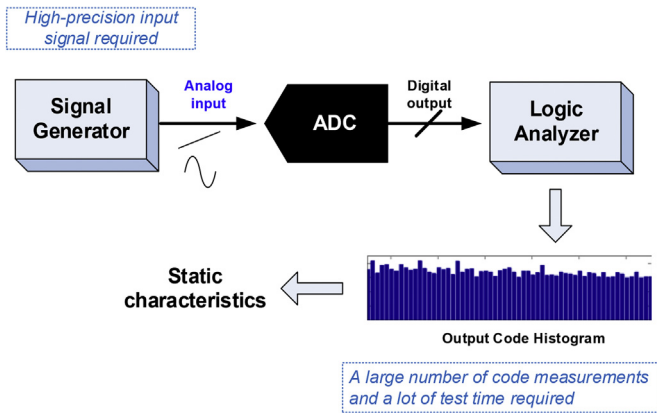 High-precision input
signal required
Signal
Generator
Analog
input
ADC
Digital
output
Logic
Analyzer
Static
characteristics
Output Code Histogram
A large number of code measurements
and a lot of test time required